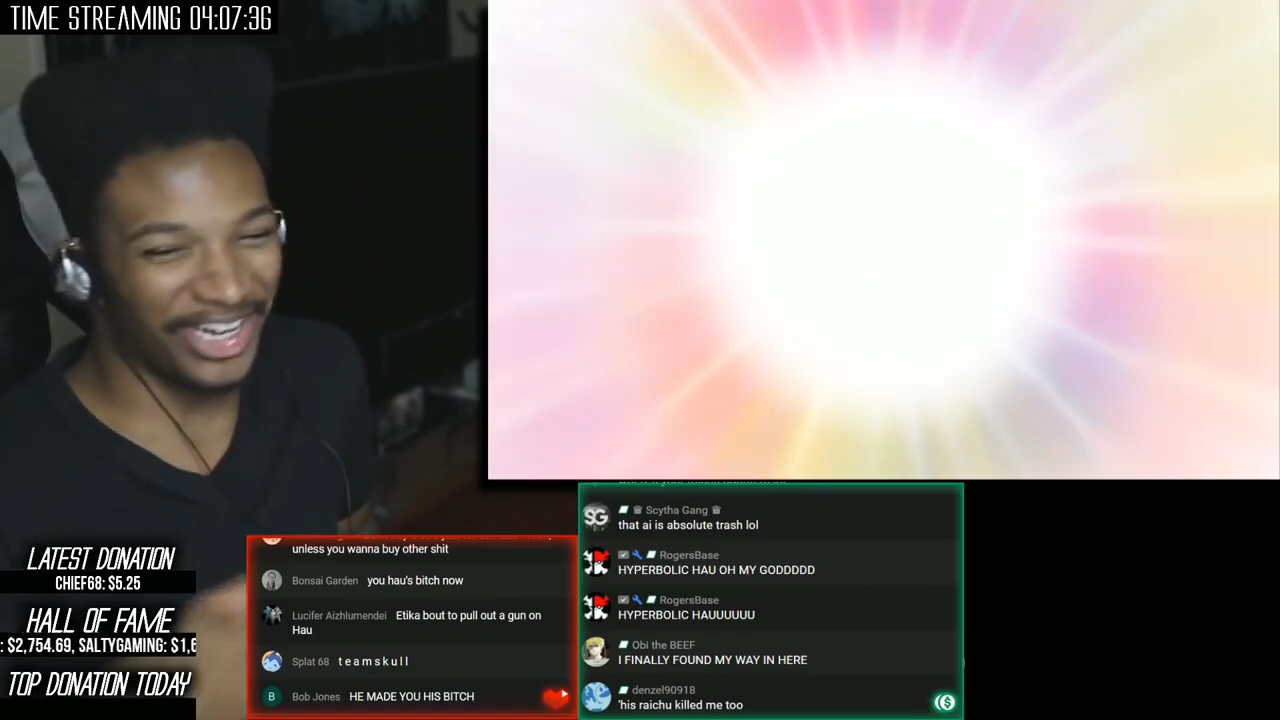 TIME STREAMING 04:07:36
LATEST DONATION
CHIEF68: $5.25
HALL OF FAME
: $2,754.69, SALTYGAMING: $1,6
TOP DONATION TODAY
unless you wanna buy other shit
Bonsai Garden you hau's bitch now
Lucifer Aizhlumendei Etika bout to pull out a gun on
Hau
Splat 68 t e a m s k u l l
B Bob Jones HE MADE YOU HIS BITCH
SG Scytha Gang
that ai is absolute trash lol
RogersBase
HYPERBOLIC HAU OH MY GODDDDD
RogersBase
HYPERBOLIC HAUUUUUU
Obi the BEEF
I FINALLY FOUND MY WAY IN HERE
denzel90918
'his raichu killed me too